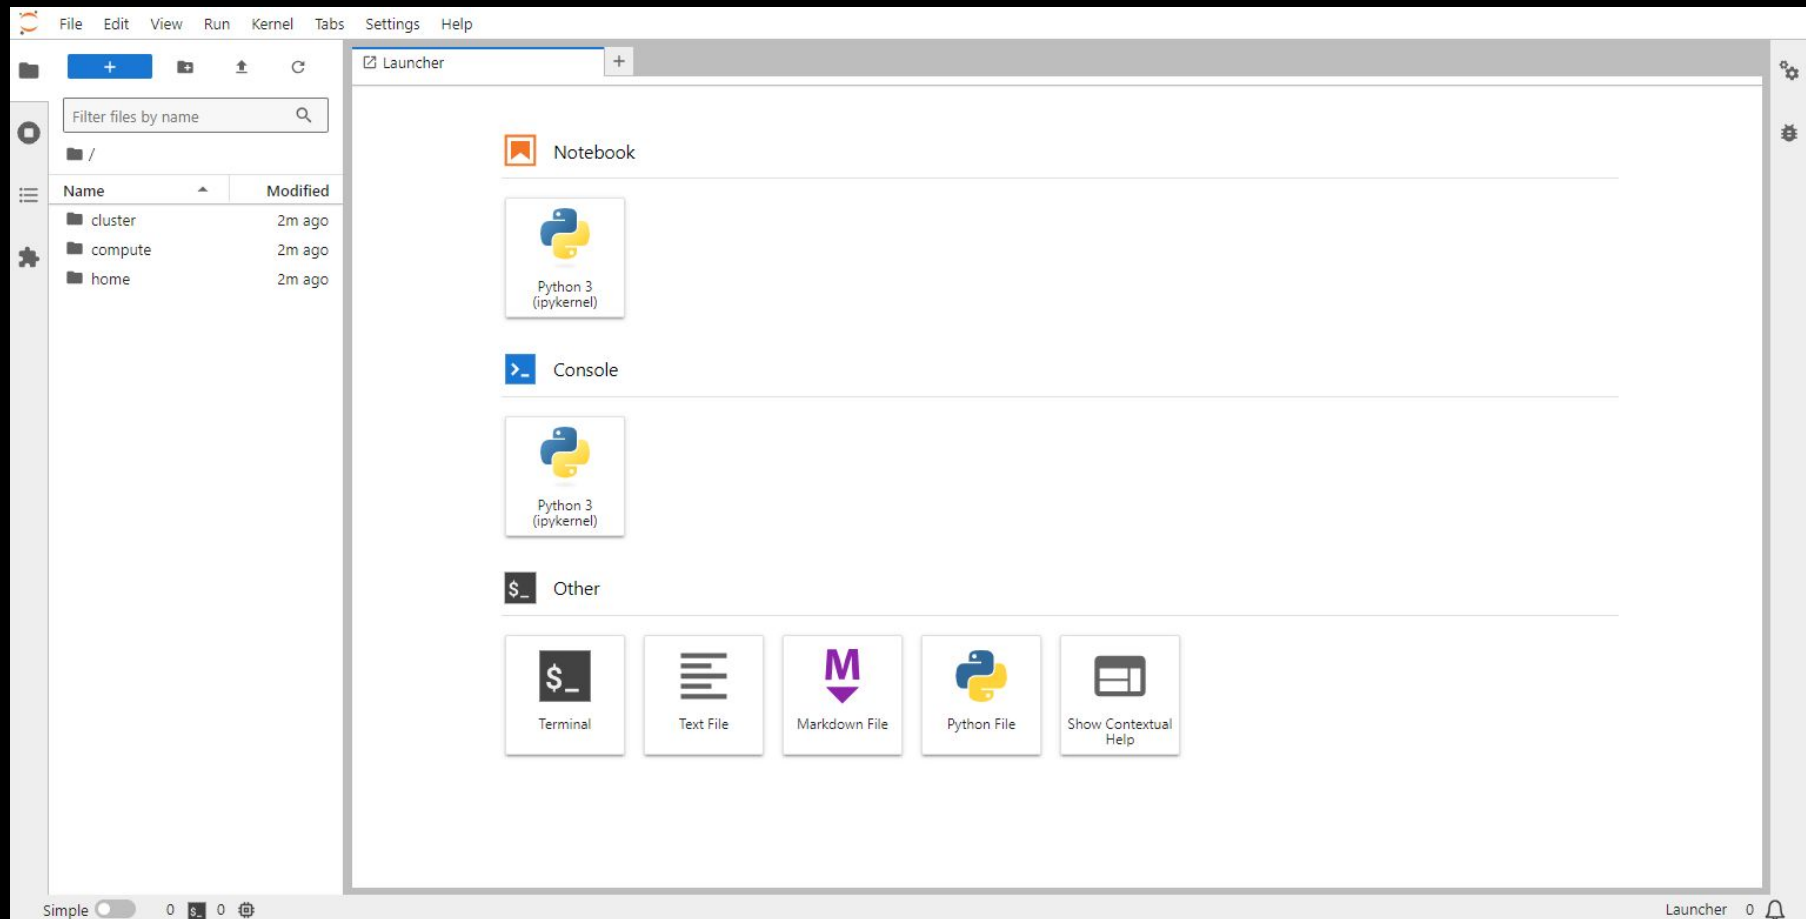 File Edit View Run Kernel Tabs Settings Help
+
Launcher
+
Filter files by name
/
Name Modified
cluster 2m ago
compute 2m ago
home 2m ago
Notebook
Python 3
(ipykernel)
>_ Console
Python 3
(ipykernel)
$_ Other
$_
Terminal
Text File
M
Markdown File
Python File
Show Contextual
Help
Simple 0 $_ 0
Launcher 0